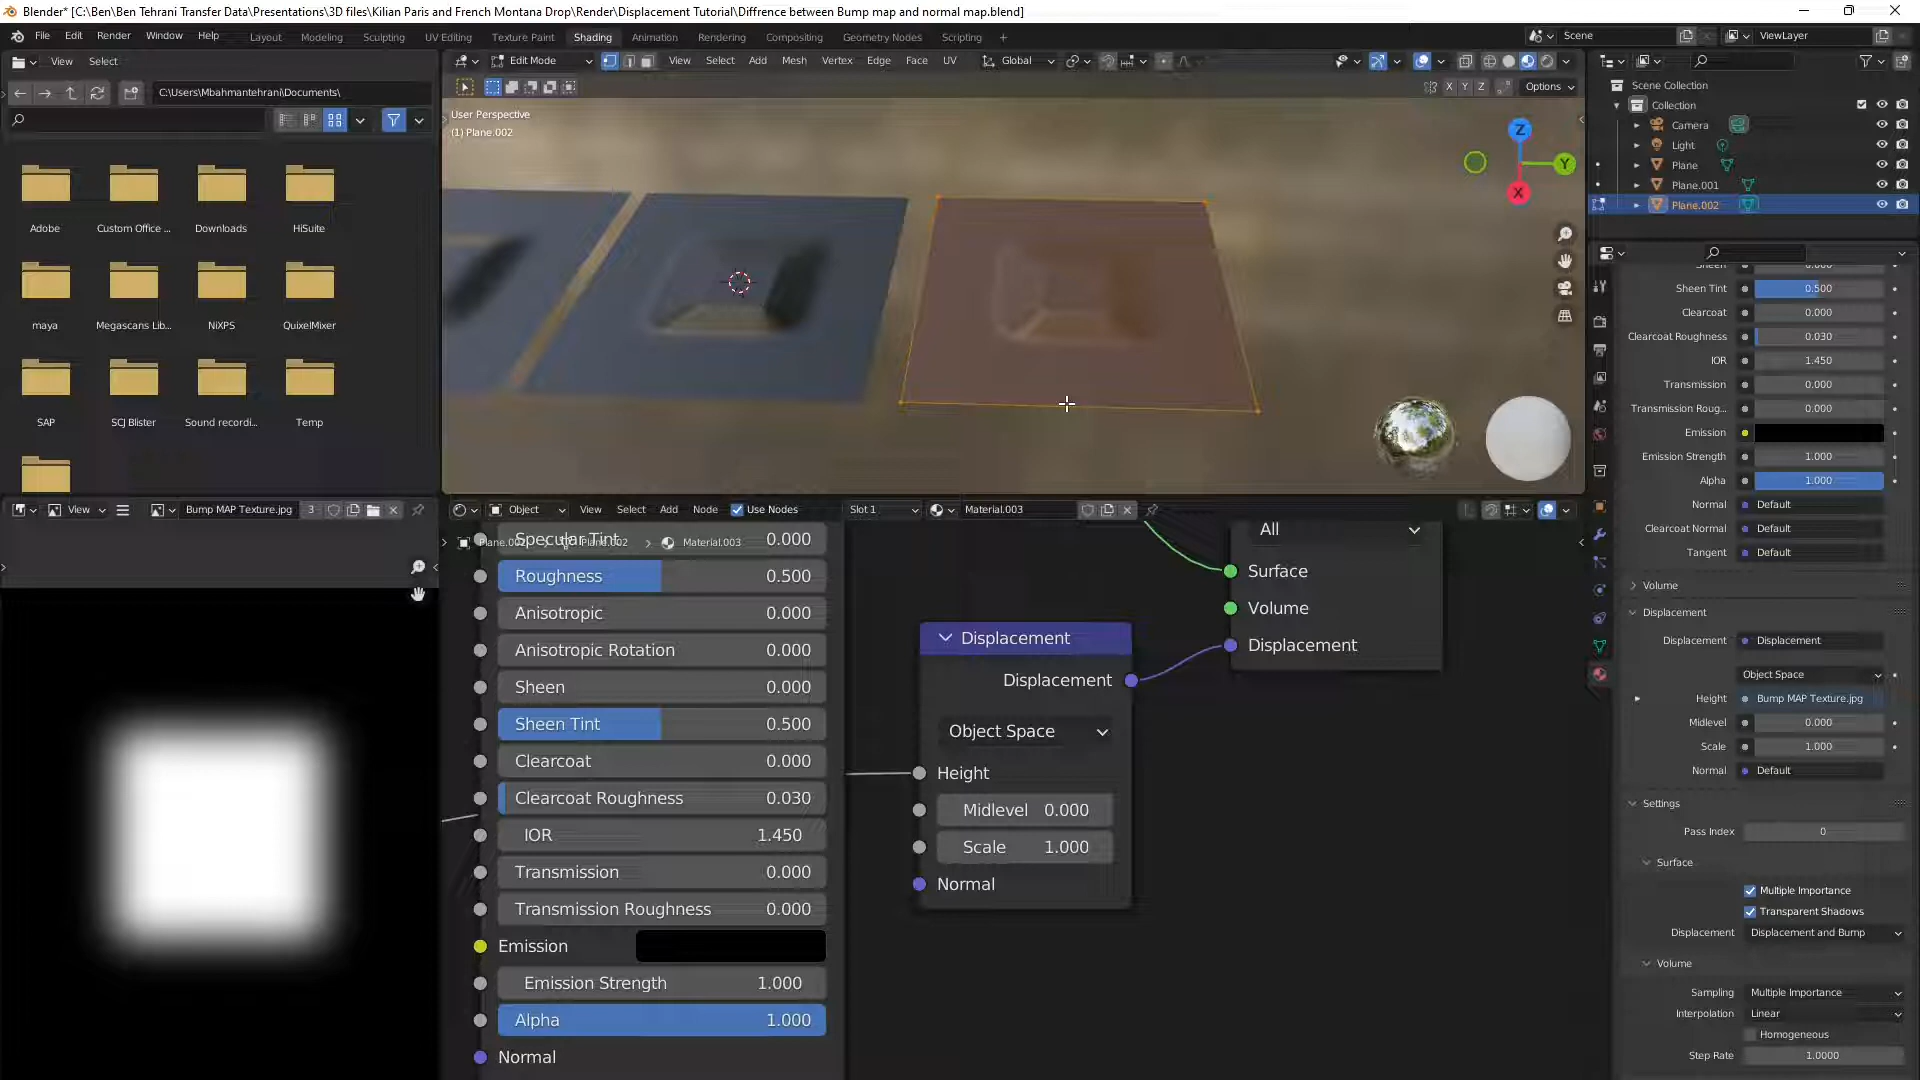 Blender* [C:\Ben\Ben Tehrani Transfer Data\Presentations\3D files\Kilian Paris and French Montana Drop\Render\Displacement Tutorial\Diffrence between Bump map and normal map.blend]
File Edit Render Window Help Layout Modeling Sculpting UV Editing Texture Paint Shading Animation Rendering Compositing Geometry Nodes Scripting + Scene ViewLayer
View Select
Edit Mode View Select Add Mesh Vertex Edge Face UV Global
C:\Users\Mbahmantehrani\Documents\
X Y Z Options
User Perspective
(1) Plane.002
Z
Y
X
Adobe Custom Office ... Downloads HiSuite
maya Megascans Lib... NiXPS QuixelMixer
SAP SCJ Blister Sound recordi... Temp
Scene Collection
Collection
Camera
Light
Plane
Plane.001
Plane.002
Sheen Tint 0.500
Clearcoat 0.000
Clearcoat Roughness 0.030
IOR 1.450
Transmission 0.000
Transmission Roug... 0.000
Emission
Emission Strength 1.000
Alpha 1.000
Normal Default
Clearcoat Normal Default
Tangent Default
Volume
Displacement
Displacement Displacement
Object Space
Height Bump MAP Texture.jpg
Midlevel 0.000
Scale 1.000
Normal Default
Settings
Pass Index 0
Surface
Multiple Importance
Transparent Shadows
Displacement Displacement and Bump
Volume
Sampling Multiple Importance
Interpolation Linear
Homogeneous
Step Rate 1.0000
View Bump MAP Texture.jpg 3
Object View Select Add Node Use Nodes Slot 1 Material.003
Plane.002 Material.003
Specular Tint 0.000
Roughness 0.500
Anisotropic 0.000
Anisotropic Rotation 0.000
Sheen 0.000
Sheen Tint 0.500
Clearcoat 0.000
Clearcoat Roughness 0.030
IOR 1.450
Transmission 0.000
Transmission Roughness 0.000
Emission
Emission Strength 1.000
Alpha 1.000
Normal
Displacement
Displacement
Object Space
Height
Midlevel 0.000
Scale 1.000
Normal
All
Surface
Volume
Displacement